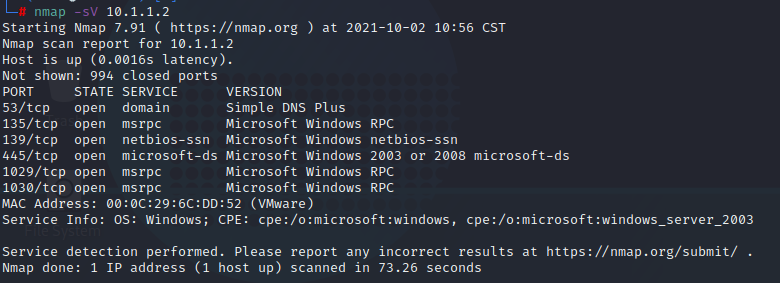 └─# nmap -sV 10.1.1.2
Starting Nmap 7.91 ( https://nmap.org ) at 2021-10-02 10:56 CST
Nmap scan report for 10.1.1.2
Host is up (0.0016s latency).
Not shown: 994 closed ports
PORT     STATE SERVICE      VERSION
53/tcp   open  domain       Simple DNS Plus
135/tcp  open  msrpc        Microsoft Windows RPC
139/tcp  open  netbios-ssn  Microsoft Windows netbios-ssn
445/tcp  open  microsoft-ds Microsoft Windows 2003 or 2008 microsoft-ds
1029/tcp open  msrpc        Microsoft Windows RPC
1030/tcp open  msrpc        Microsoft Windows RPC
MAC Address: 00:0C:29:6C:DD:52 (VMware)
Service Info: OS: Windows; CPE: cpe:/o:microsoft:windows, cpe:/o:microsoft:windows_server_2003
File System
Service detection performed. Please report any incorrect results at https://nmap.org/submit/ .
Nmap done: 1 IP address (1 host up) scanned in 73.26 seconds